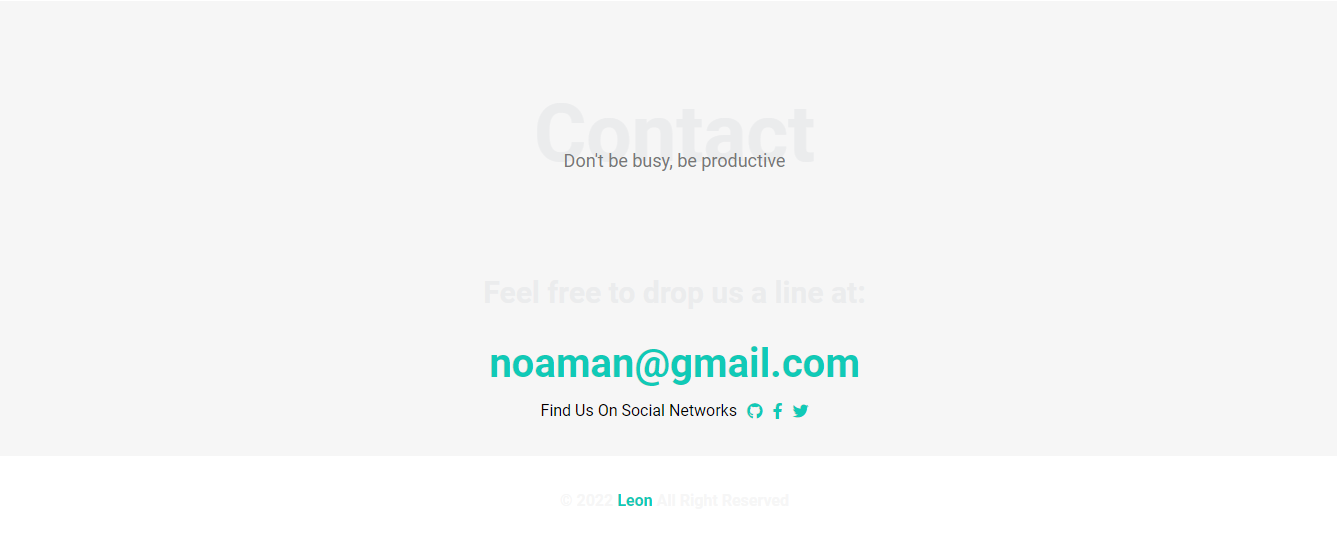 Contact
Don't be busy, be productive
Feel free to drop us a line at:
noaman@gmail.com
Find Us On Social Networks
© 2022 Leon All Right Reserved